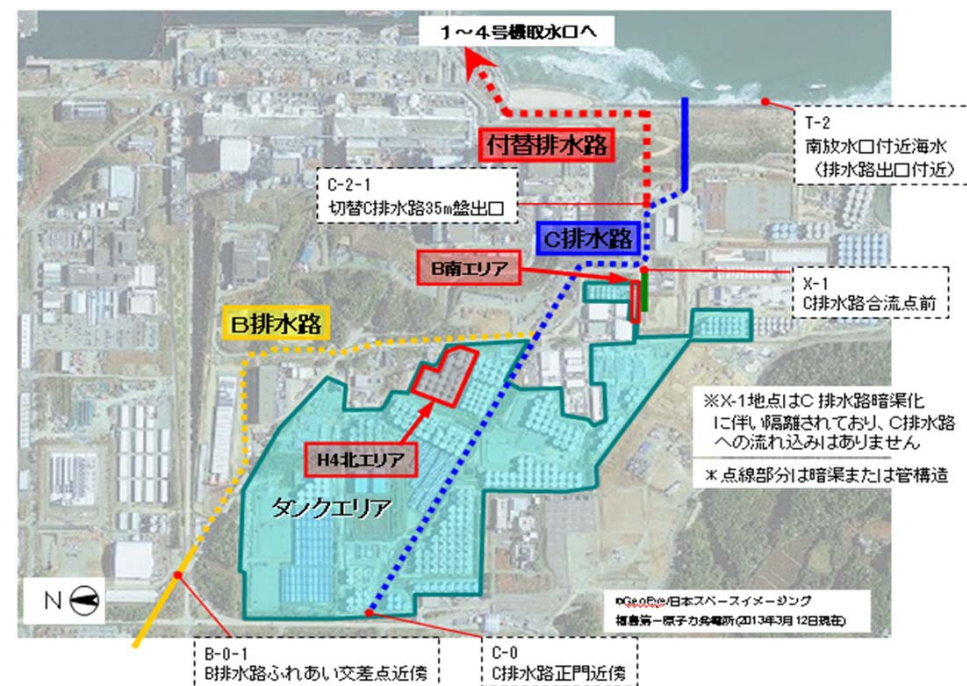 1～4号機取水口へ
付替排水路
T-2
南放水口付近海水
（排水路出口付近）
C-2-1
切替C排水路35m盤出口
C排水路
B南エリア
X-1
C排水路合流点前
B排水路
※X-1地点はC排水路暗渠化
に伴い隔離されており、C排水路
への流れ込みはありません
＊点線部分は暗渠または管構造
H4北エリア
タンクエリア
N
©GeoEye/日本スペースイメージング
福島第一原子力発電所(2013年3月12日現在)
B-0-1
B排水路ふれあい交差点近傍
C-0
C排水路正門近傍